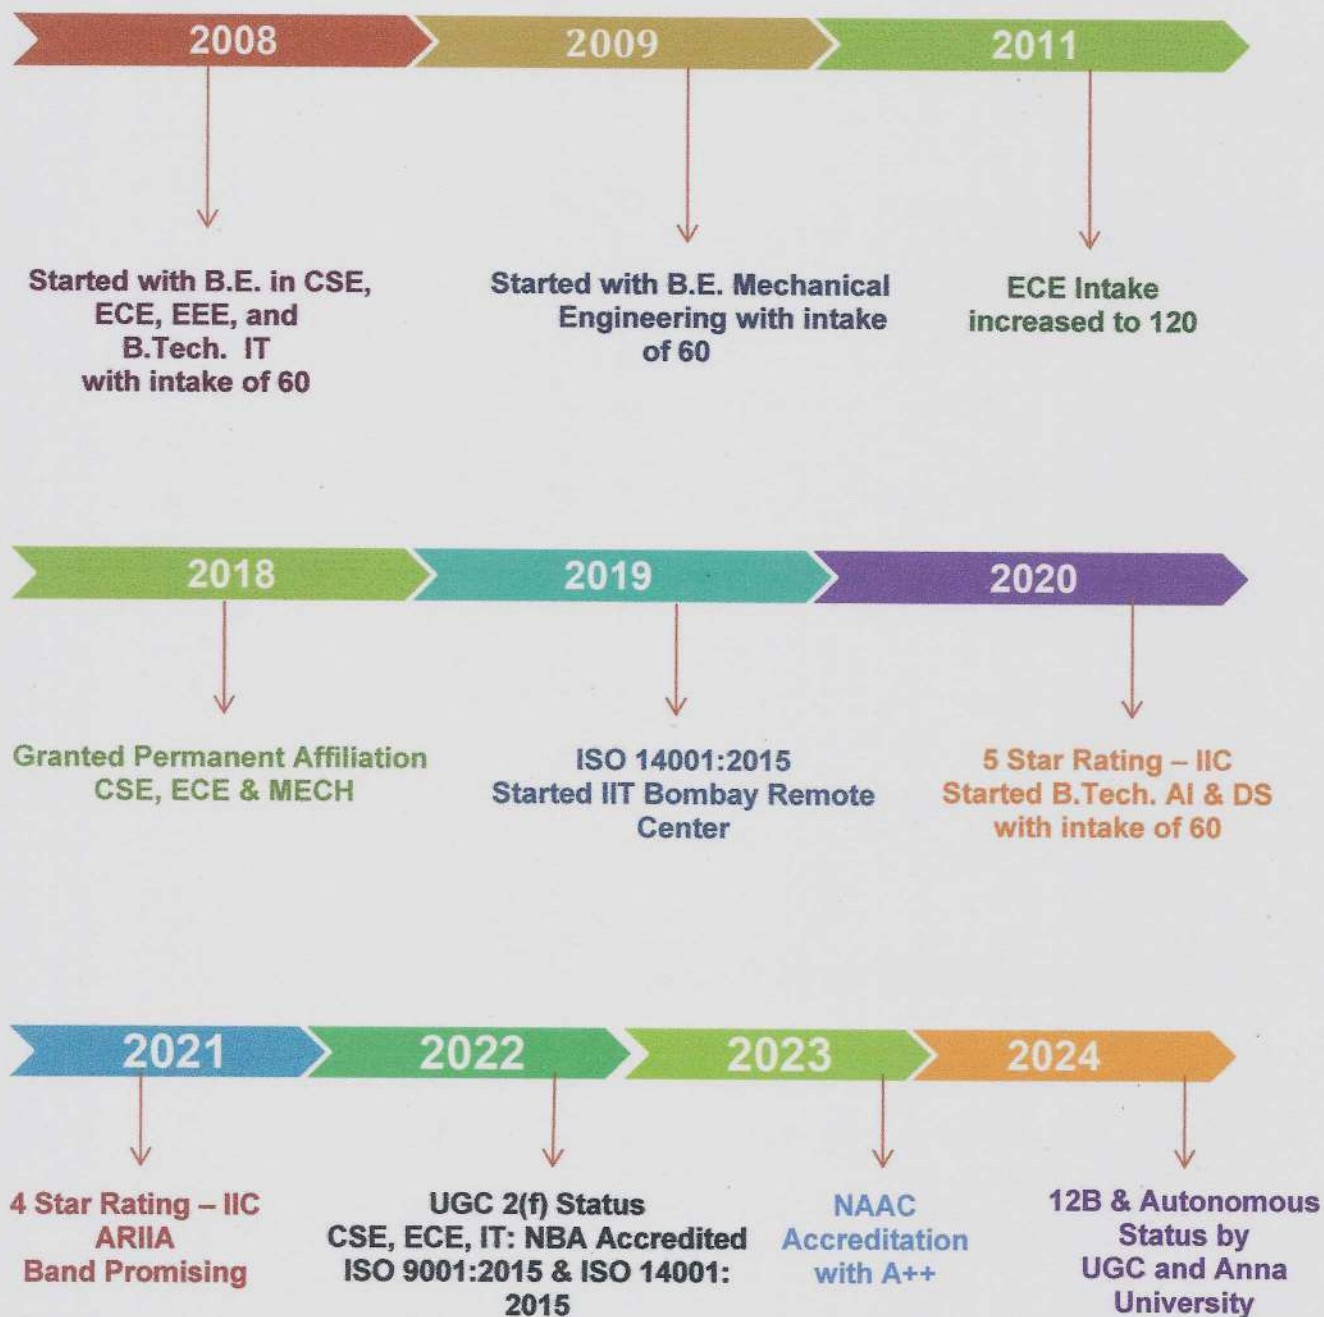 2008
2009
2011
Started with B.E. in CSE,
ECE, EEE, and
B.Tech. IT
with intake of 60
Started with B.E. Mechanical
Engineering with intake
of 60
ECE Intake
increased to 120
2018
2019
2020
Granted Permanent Affiliation
CSE, ECE & MECH
ISO 14001:2015
Started IIT Bombay Remote
Center
5 Star Rating – IIC
Started B.Tech. AI & DS
with intake of 60
2021
2022
2023
2024
4 Star Rating – IIC
ARIIA
Band Promising
UGC 2(f) Status
CSE, ECE, IT: NBA Accredited
ISO 9001:2015 & ISO 14001:
2015
NAAC
Accreditation
with A++
12B & Autonomous
Status by
UGC and Anna
University